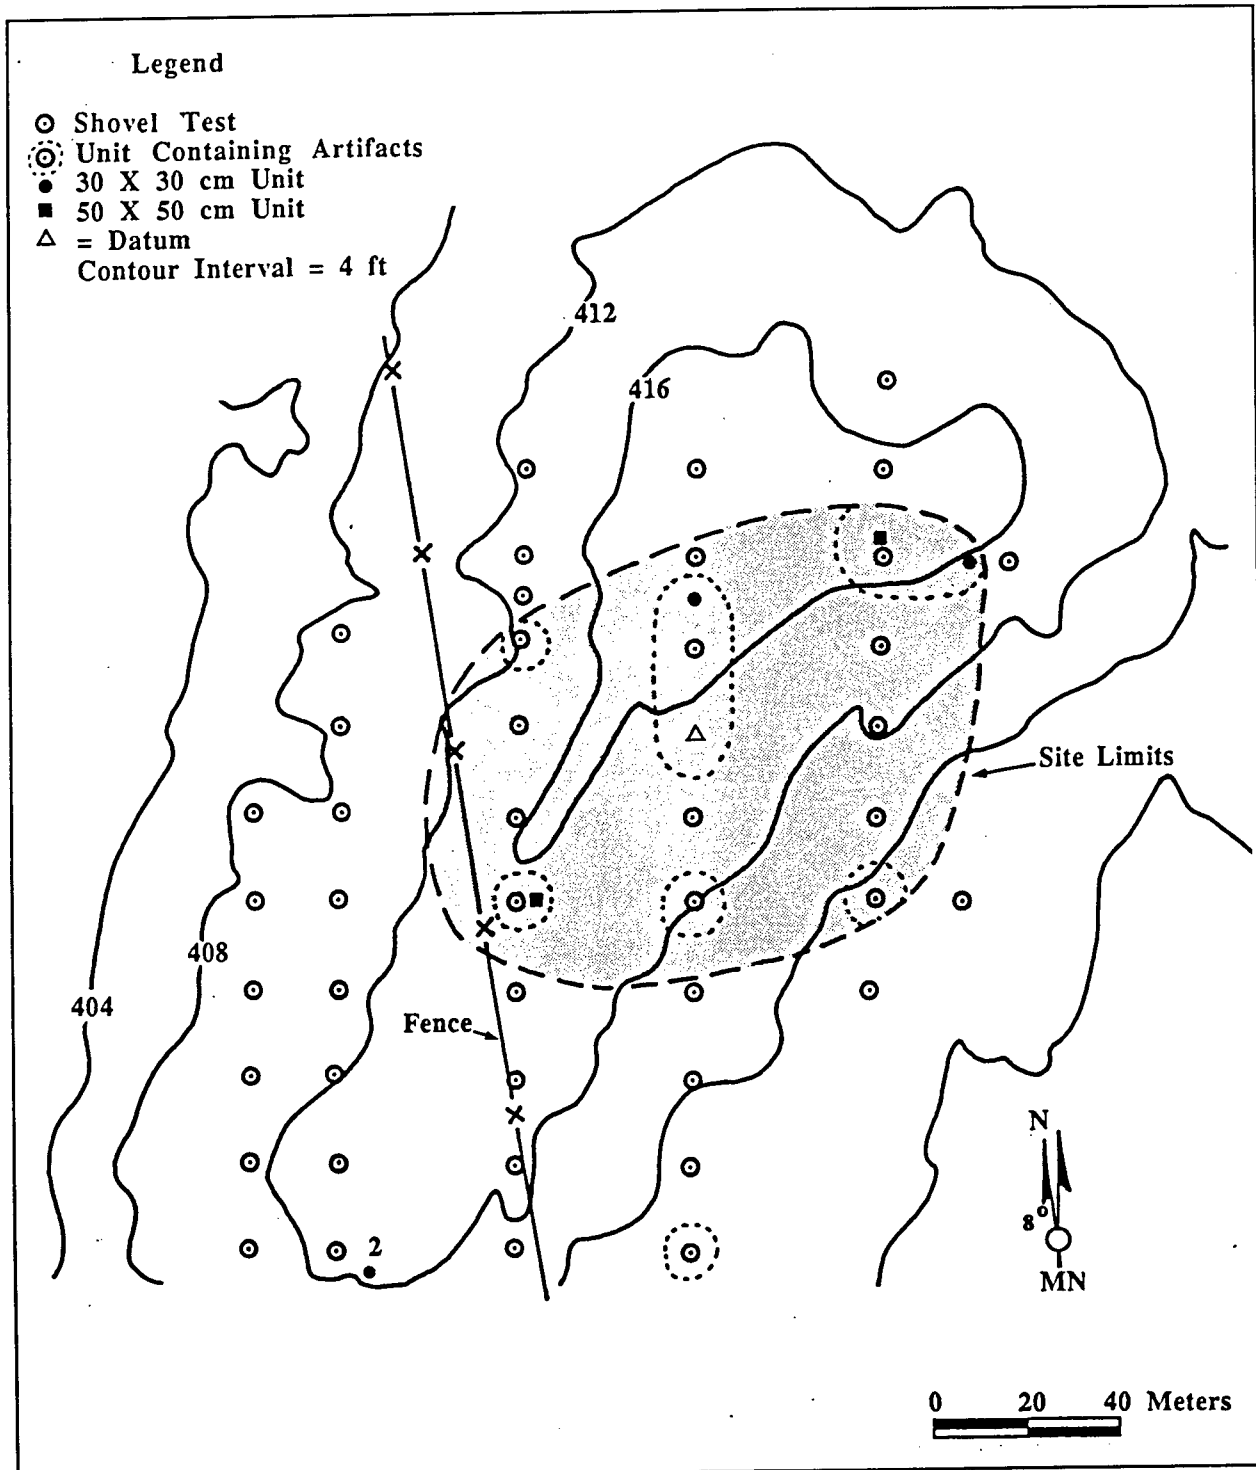 Legend
Shovel Test
Unit Containing Artifacts
30 X 30 cm Unit
50 X 50 cm Unit
= Datum
Contour Interval = 4 ft
412
416
Site Limits
408
404
Fence
N
8°
2
MN
0 20 40 Meters